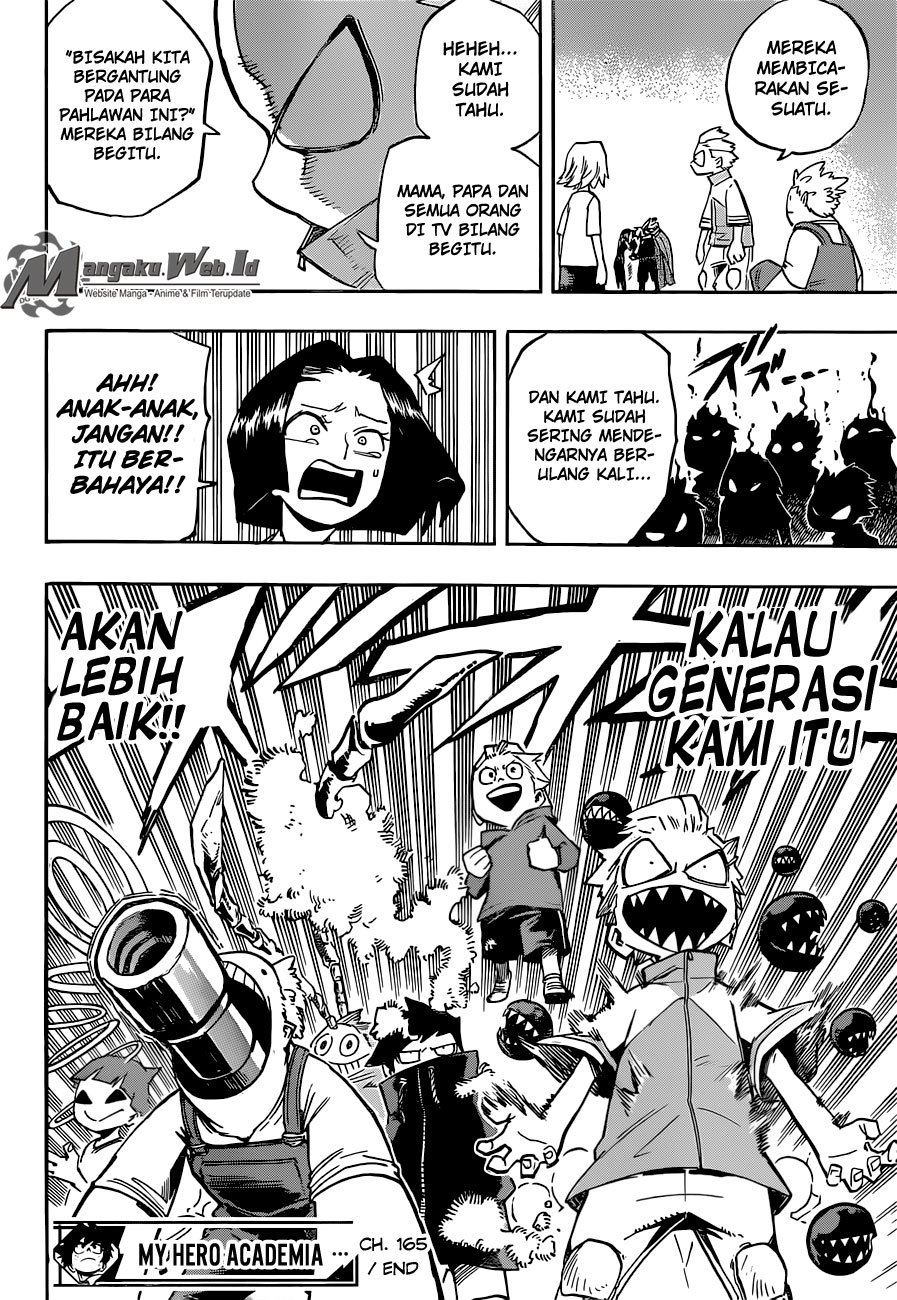 MEREKA
MEMBICA-
RAKAN SE-
SUATU.
HEHEH...
KAMI
SUDAH
TAHU.
MAMA, PAPA DAN
SEMUA ORANG
DI TV BILANG
BEGITU.
"BISAKAH KITA
BERGANTUNG
PADA PARA
PAHLAWAN INI?"
MEREKA BILANG
BEGITU.
Mangaku.Web.Id
Website Manga - Anime & Film Terupdate
ズズ
DAN KAMI TAHU.
KAMI SUDAH
SERING MENDE-
NGARNYA BER-
ULANG KALI...
AHH!
ANAK-ANAK,
JANGAN!!
ITU BER-
BAHAYA!!
KALAU
GENERASI
KAMI ITU
AKAN
LEBIH
BAIK!!
MY HERO ACADEMIA ...
CH. 165
/ END